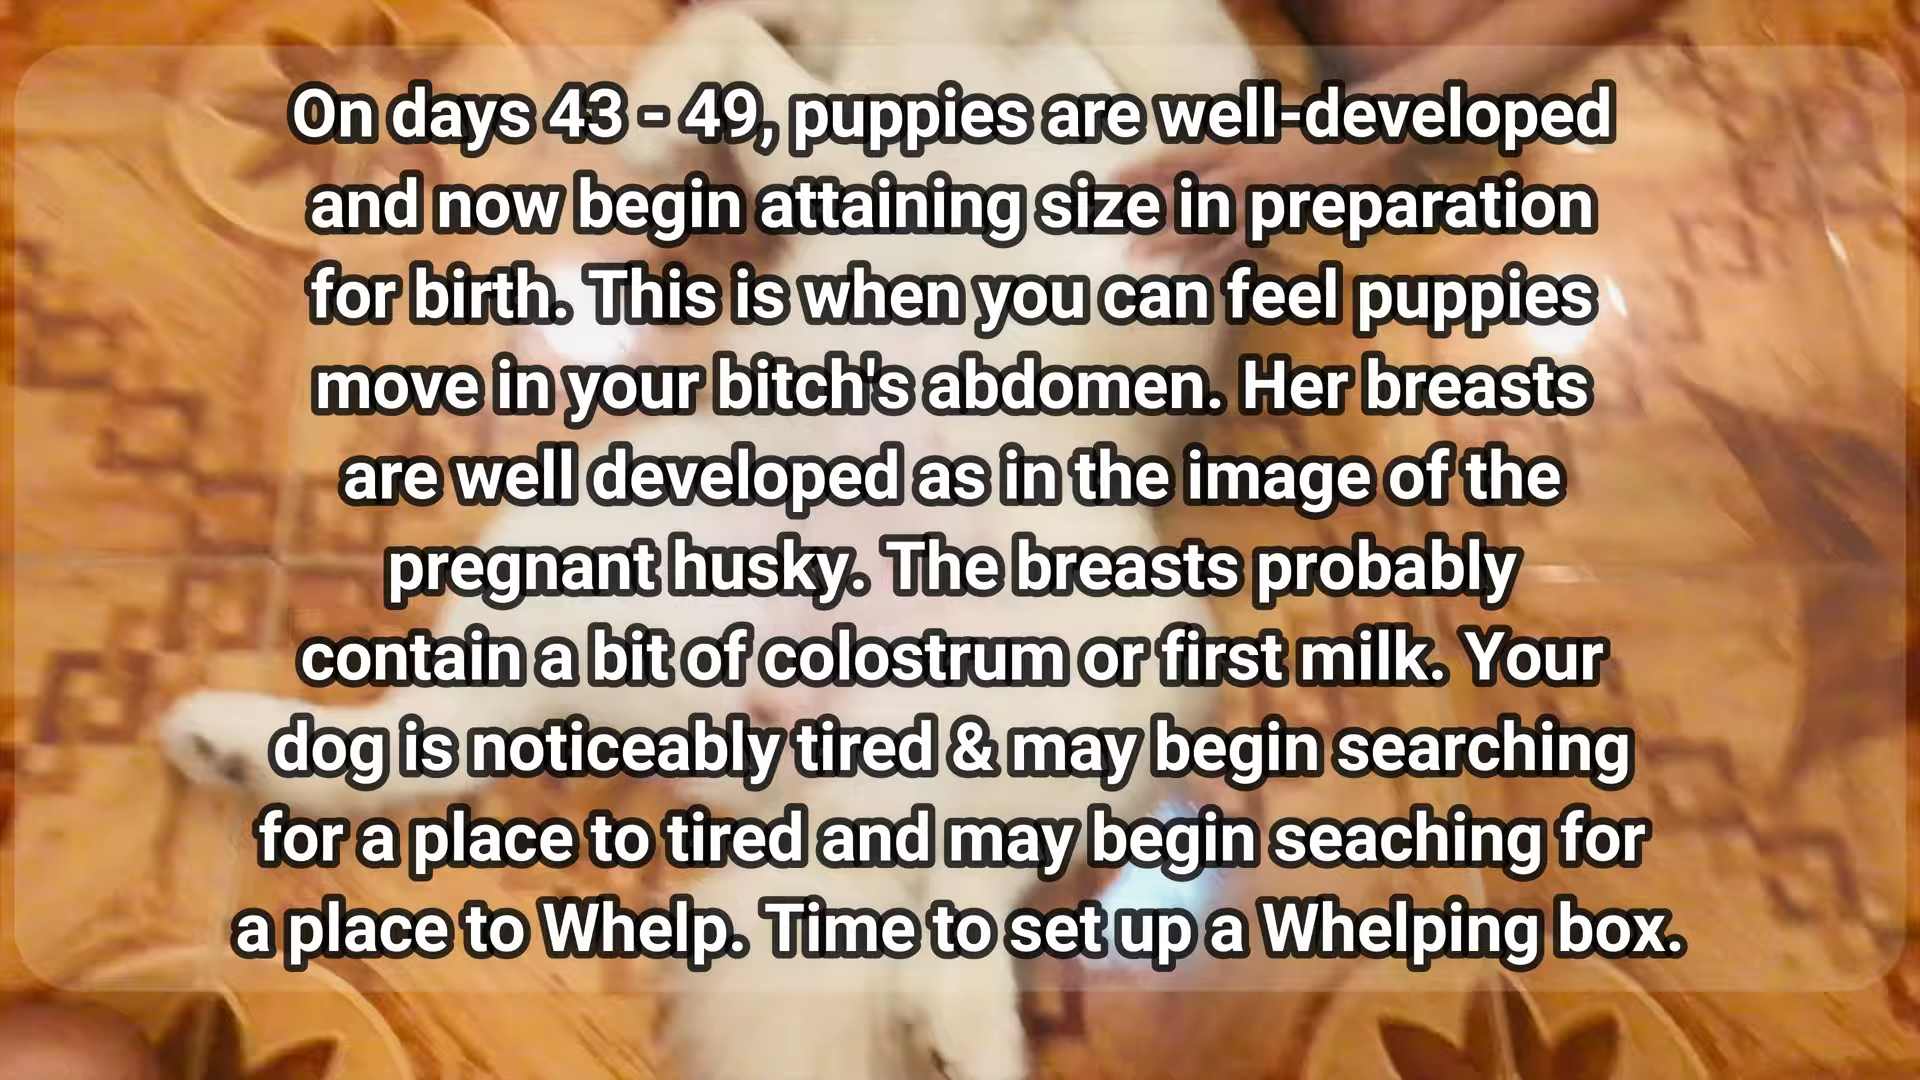 On days 43 - 49, puppies are well-developed
and now begin attaining size in preparation
for birth. This is when you can feel puppies
move in your bitch's abdomen. Her breasts
are well developed as in the image of the
pregnant husky. The breasts probably
contain a bit of colostrum or first milk. Your
dog is noticeably tired & may begin searching
for a place to tired and may begin seaching for
a place to Whelp. Time to set up a Whelping box.